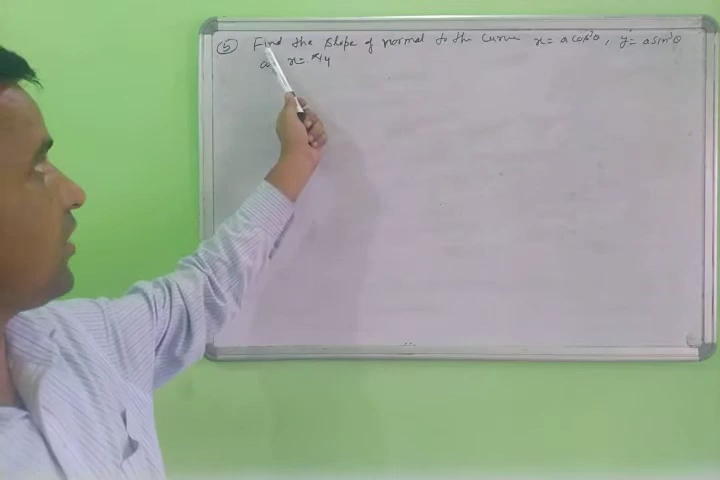 (5) Find the slope of normal to the curve x = a cos³θ, y = a sin³θ
at x = π/4